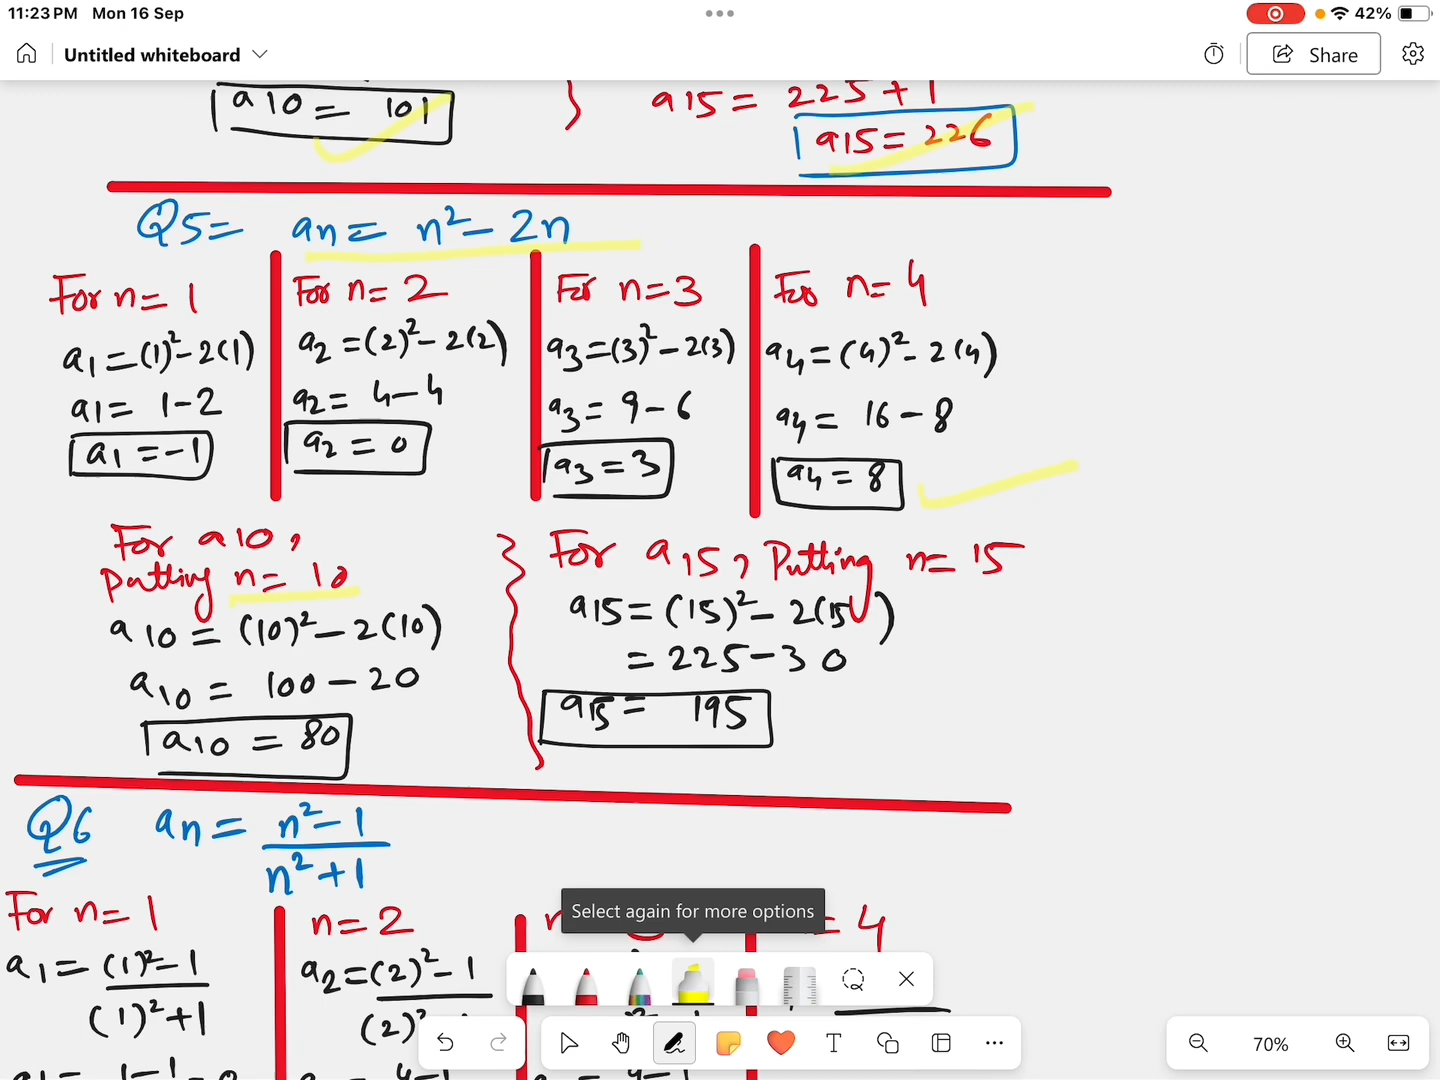 11:23 PM Mon 16 Sep
42%
Untitled whiteboard
Share
a10 = 101
a15 = 225 + 1
a15 = 226
Q5= an = n² - 2n
For n = 1
a1 = (1)² - 2(1)
a1 = 1 - 2
a1 = -1
For n = 2
a2 = (2)² - 2(2)
a2 = 4 - 4
a2 = 0
For n = 3
a3 = (3)² - 2(3)
a3 = 9 - 6
a3 = 3
For n = 4
a4 = (4)² - 2(4)
a4 = 16 - 8
a4 = 8
For a10,
Putting n = 10
a10 = (10)² - 2(10)
a10 = 100 - 20
a10 = 80
For a15, Putting n = 15
a15 = (15)² - 2(15)
= 225 - 30
a15 = 195
Q6 an = n² - 1
n² + 1
For n = 1
a1 = (1)² - 1
(1)² + 1
n = 2
a2 = (2)² - 1
(2)²
= 4
Select again for more options
70%